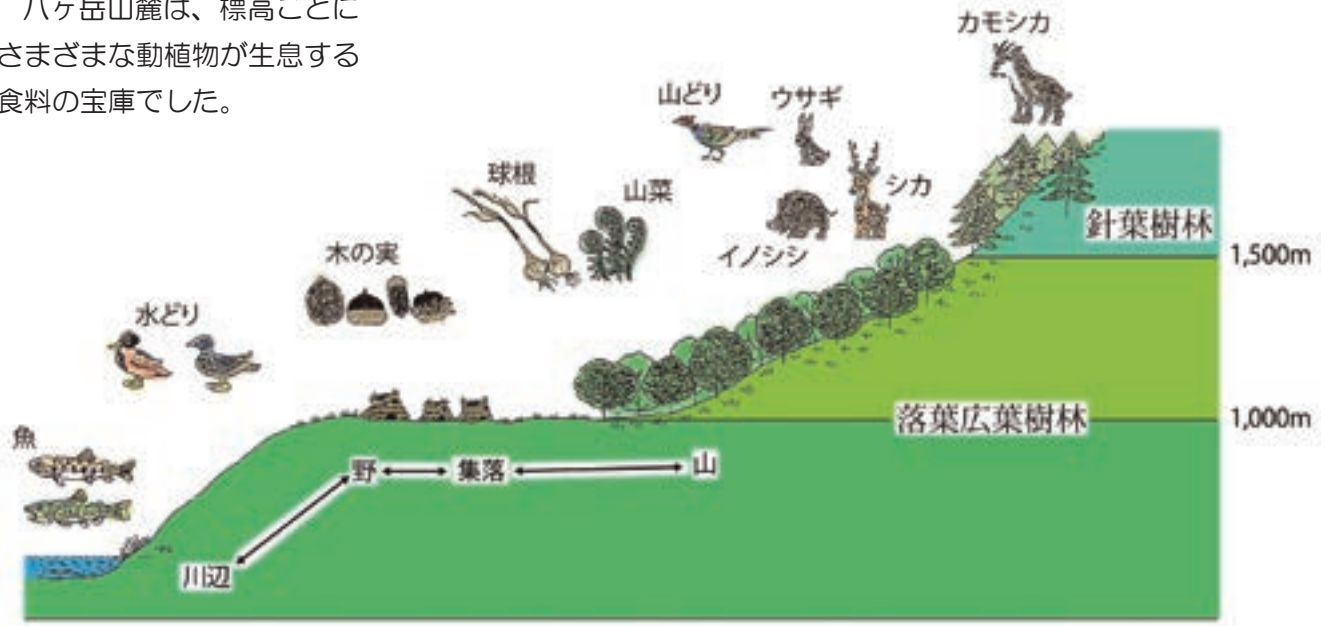 八ヶ岳山麓は、標高ごとに
さまざまな動植物が生息する
食料の宝庫でした。
カモシカ
山どり
ウサギ
シカ
イノシシ
球根
山菜
木の実
水どり
魚
針葉樹林
1,500m
落葉広葉樹林
1,000m
野
集落
山
川辺